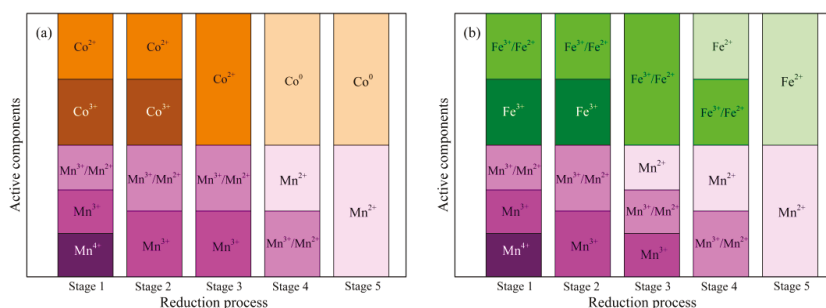 (a)
Active components
Co²⁺
Co³⁺
Mn³⁺/Mn²⁺
Mn³⁺
Mn⁴⁺
Co²⁺
Co³⁺
Mn³⁺/Mn²⁺
Mn³⁺
Co²⁺
Mn³⁺/Mn²⁺
Mn³⁺
Co⁰
Mn²⁺
Mn³⁺/Mn²⁺
Co⁰
Mn²⁺
Stage 1 Stage 2 Stage 3 Stage 4 Stage 5
Reduction process
(b)
Active components
Fe³⁺/Fe²⁺
Fe³⁺
Mn³⁺/Mn²⁺
Mn³⁺
Mn⁴⁺
Fe³⁺/Fe²⁺
Fe³⁺
Mn³⁺/Mn²⁺
Mn³⁺
Fe³⁺/Fe²⁺
Mn²⁺
Mn³⁺/Mn²⁺
Mn³⁺
Fe²⁺
Fe³⁺/Fe²⁺
Mn²⁺
Mn³⁺/Mn²⁺
Fe²⁺
Mn²⁺
Stage 1 Stage 2 Stage 3 Stage 4 Stage 5
Reduction process